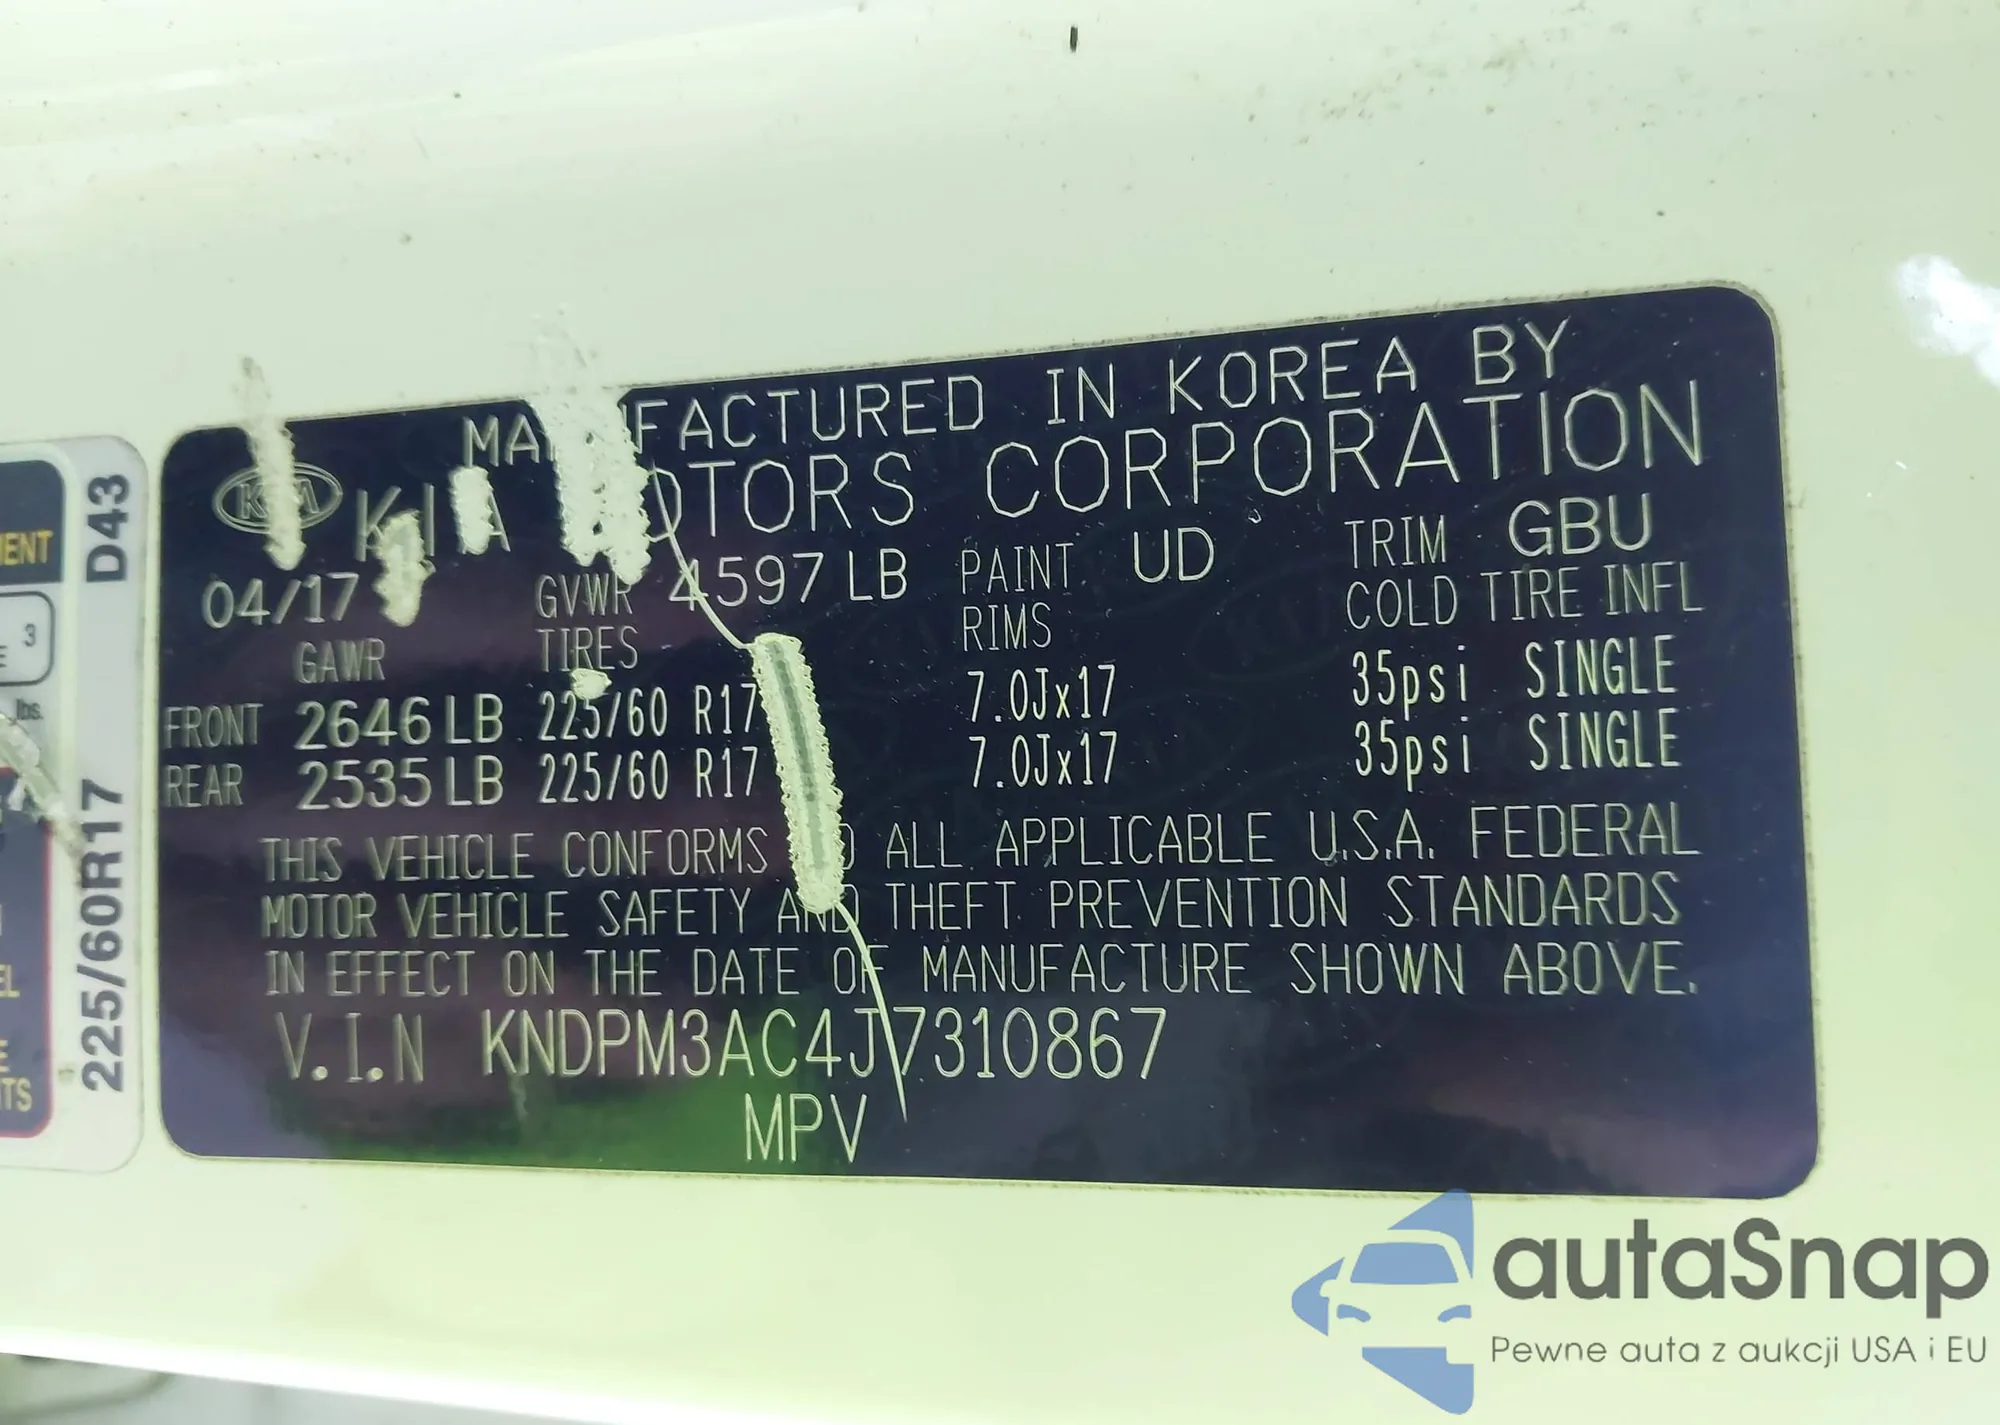 MANUFACTURED IN KOREA BY
KIA MOTORS CORPORATION
04/17 GVWR 4597 LB PAINT UD TRIM GBU
GAWR TIRES RIMS COLD TIRE INFL
FRONT 2646 LB 225/60 R17 7.0Jx17 35psi SINGLE
REAR 2535 LB 225/60 R17 7.0Jx17 35psi SINGLE
THIS VEHICLE CONFORMS TO ALL APPLICABLE U.S.A. FEDERAL
MOTOR VEHICLE SAFETY AND THEFT PREVENTION STANDARDS
IN EFFECT ON THE DATE OF MANUFACTURE SHOWN ABOVE.
V.I.N KNDPM3AC4J7310867
MPV
D43
225/60R17
3
lbs.
autaSnap
Pewne auta z aukcji USA i EU